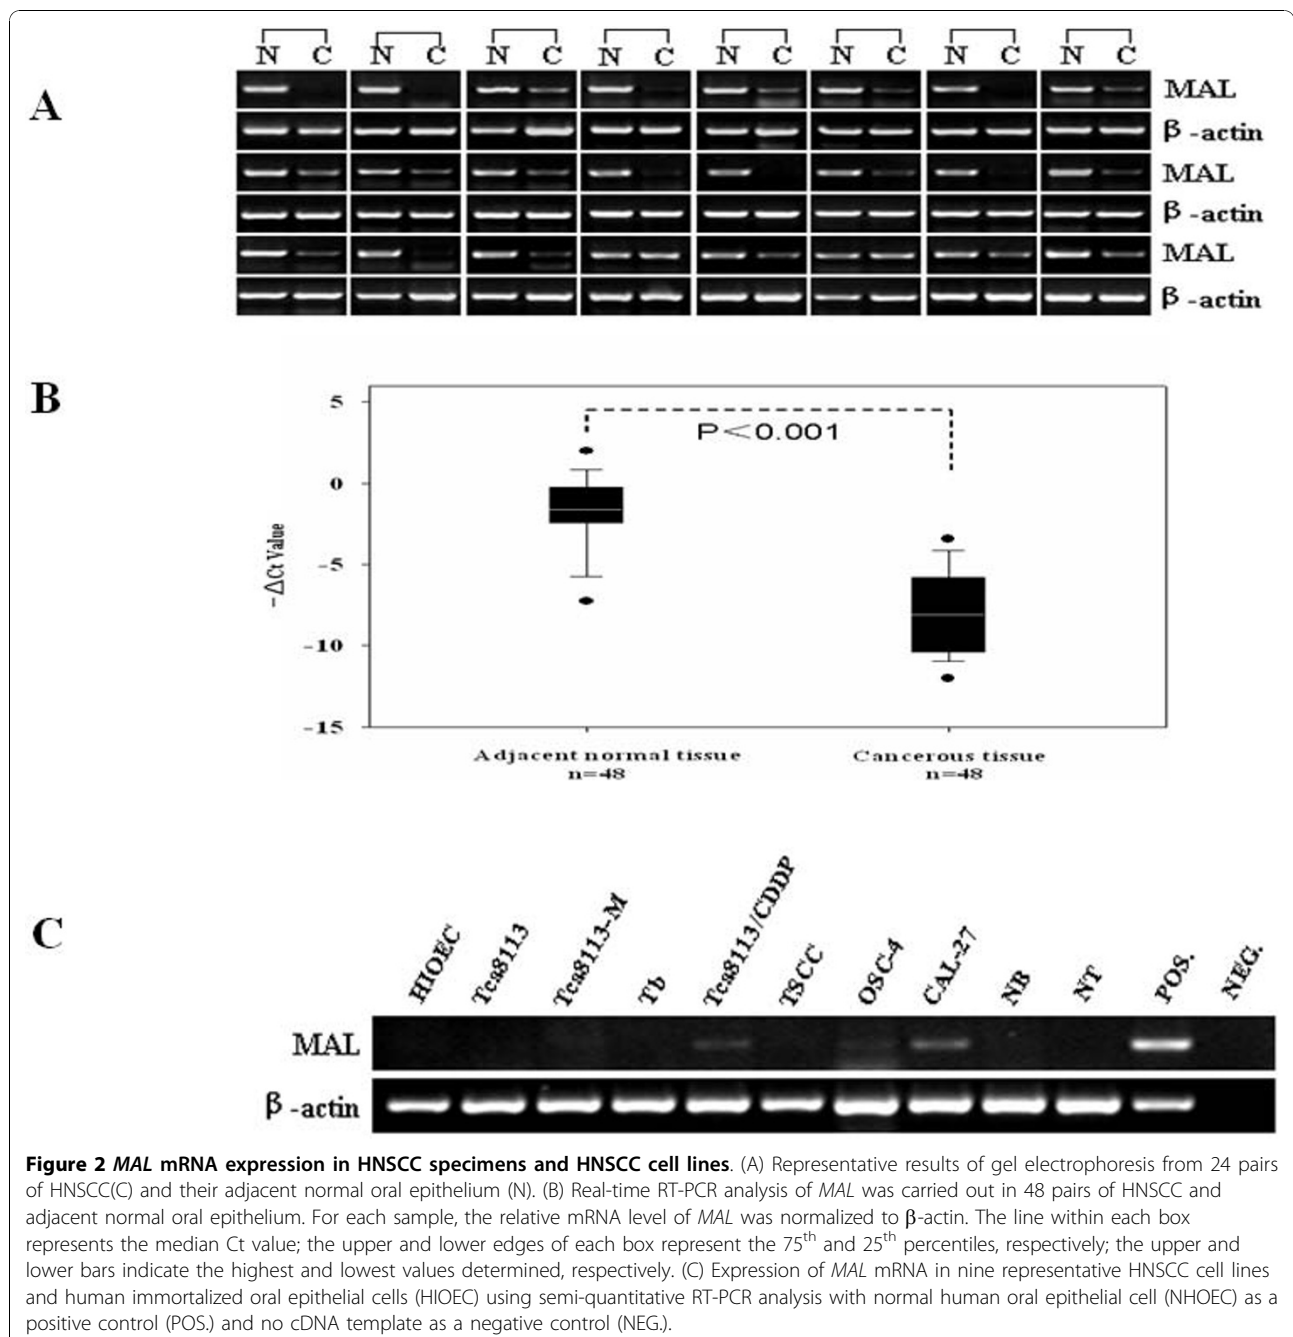 N C N C N C N C N C N C N C N C
A
MAL
β -actin
MAL
β -actin
MAL
β -actin
B
5
0
-5
-10
-15
-ΔCt Value
P<0.001
Adjacent normal tissue
n=48
Cancerous tissue
n=48
C
HIOEC Tca8113 Tca8113-M Tb Tca8113/CDDP TSCC OSC-4 CAL-27 NB NT POS. NEG.
MAL
β -actin
Figure 2 MAL mRNA expression in HNSCC specimens and HNSCC cell lines. (A) Representative results of gel electrophoresis from 24 pairs
of HNSCC(C) and their adjacent normal oral epithelium (N). (B) Real-time RT-PCR analysis of MAL was carried out in 48 pairs of HNSCC and
adjacent normal oral epithelium. For each sample, the relative mRNA level of MAL was normalized to β-actin. The line within each box
represents the median Ct value; the upper and lower edges of each box represent the 75th and 25th percentiles, respectively; the upper and
lower bars indicate the highest and lowest values determined, respectively. (C) Expression of MAL mRNA in nine representative HNSCC cell lines
and human immortalized oral epithelial cells (HIOEC) using semi-quantitative RT-PCR analysis with normal human oral epithelial cell (NHOEC) as a
positive control (POS.) and no cDNA template as a negative control (NEG.).